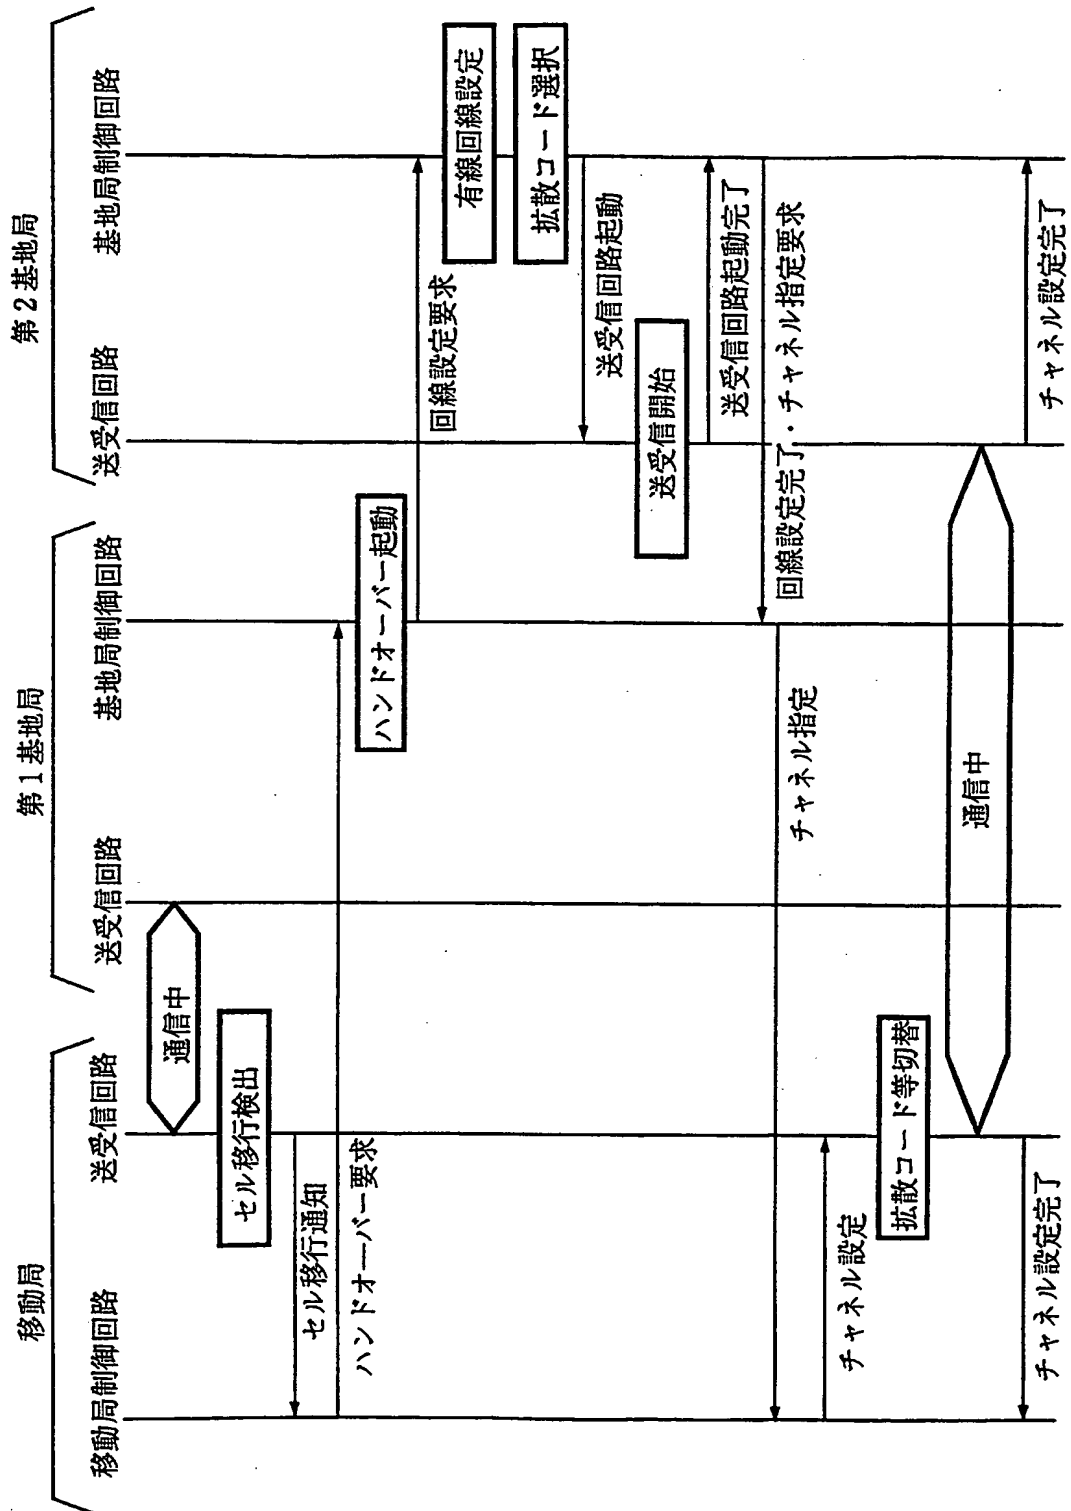 移動局
第1基地局
第2基地局
移動局制御回路
送受信回路
送受信回路
基地局制御回路
送受信回路
基地局制御回路
通信中
セル移行検出
セル移行通知
ハンドオーバー要求
ハンドオーバー起動
回線設定要求
有線回線設定
拡散コード選択
送受信回路起動
送受信開始
送受信回路起動完了
回線設定完了・チャネル指定要求
チャネル指定
チャネル設定
拡散コード等切替
通信中
チャネル設定完了
チャネル設定完了